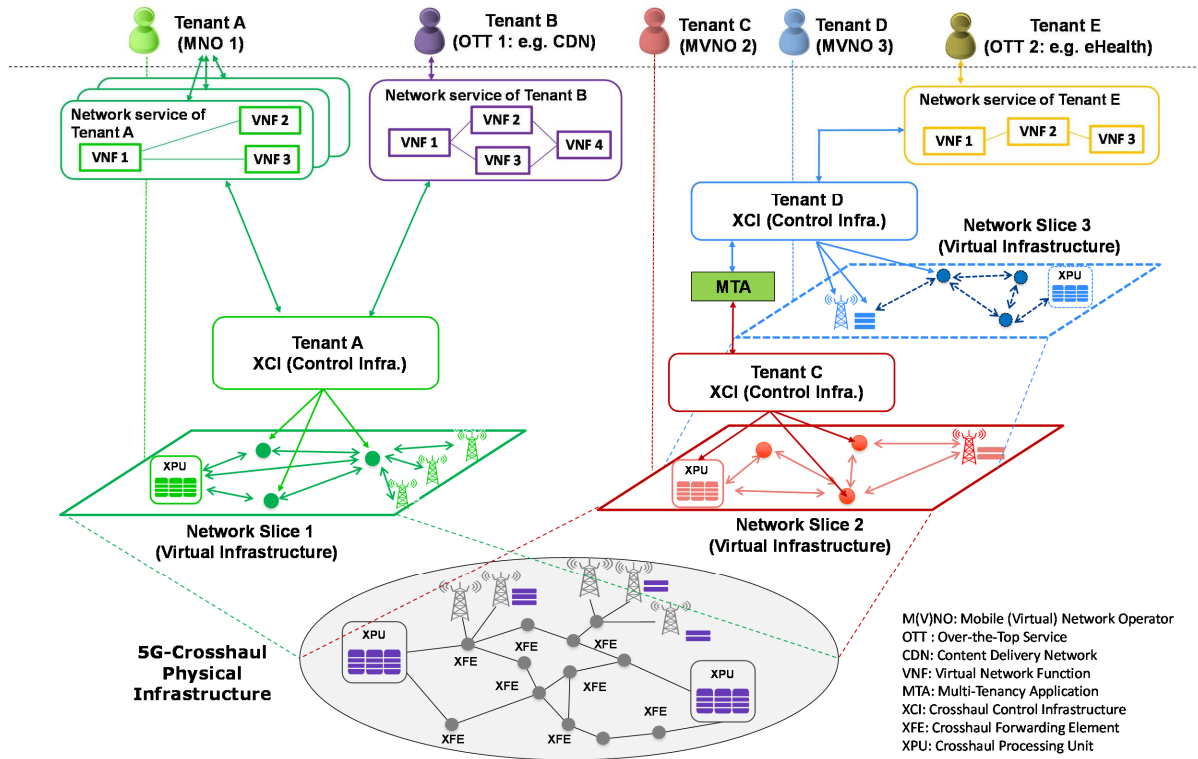 Tenant A
(MNO 1)
Tenant B
(OTT 1: e.g. CDN)
Tenant C
(MVNO 2)
Tenant D
(MVNO 3)
Tenant E
(OTT 2: e.g. eHealth)
Network service of
Tenant A
VNF 1
VNF 2
VNF 3
Network service of Tenant B
VNF 1
VNF 2
VNF 3
VNF 4
Network service of Tenant E
VNF 1
VNF 2
VNF 3
Tenant D
XCI (Control Infra.)
Network Slice 3
(Virtual Infrastructure)
XPU
MTA
Tenant A
XCI (Control Infra.)
Tenant C
XCI (Control Infra.)
XPU
Network Slice 1
(Virtual Infrastructure)
XPU
Network Slice 2
(Virtual Infrastructure)
5G-Crosshaul
Physical
Infrastructure
XPU
XFE
XFE
XFE
XFE
XFE
XFE
XFE
XFE
XPU
M(V)NO: Mobile (Virtual) Network Operator
OTT : Over-the-Top Service
CDN: Content Delivery Network
VNF: Virtual Network Function
MTA: Multi-Tenancy Application
XCI: Crosshaul Control Infrastructure
XFE: Crosshaul Forwarding Element
XPU: Crosshaul Processing Unit